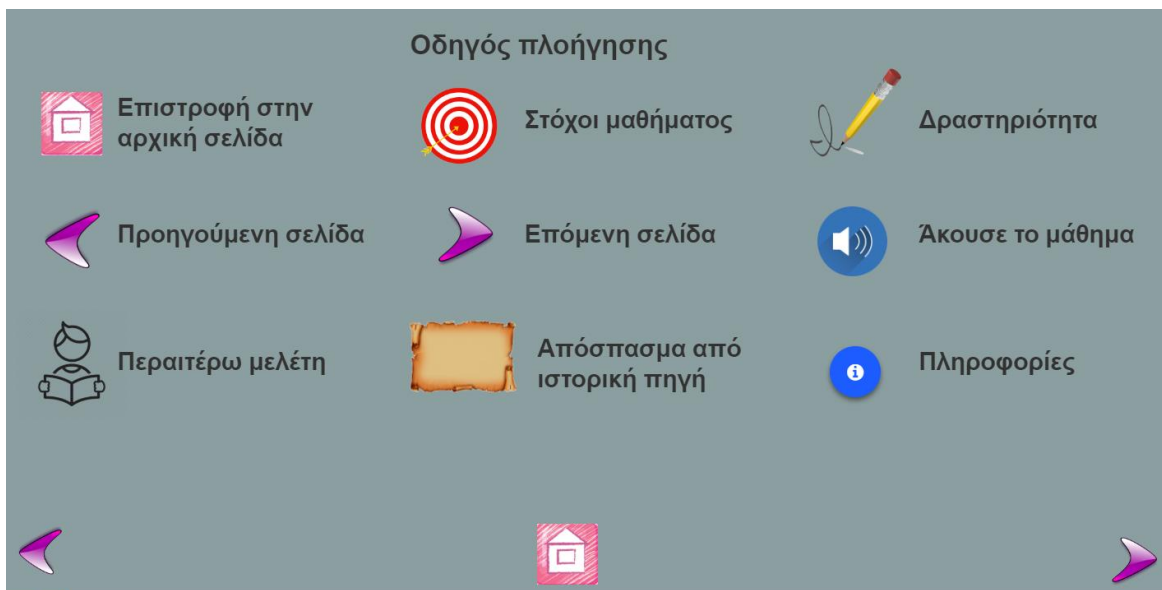 Οδηγός πλοήγησης
Επιστροφή στην
αρχική σελίδα
Στόχοι μαθήματος
Δραστηριότητα
Προηγούμενη σελίδα
Επόμενη σελίδα
Άκουσε το μάθημα
Περαιτέρω μελέτη
Απόσπασμα από
ιστορική πηγή
Πληροφορίες